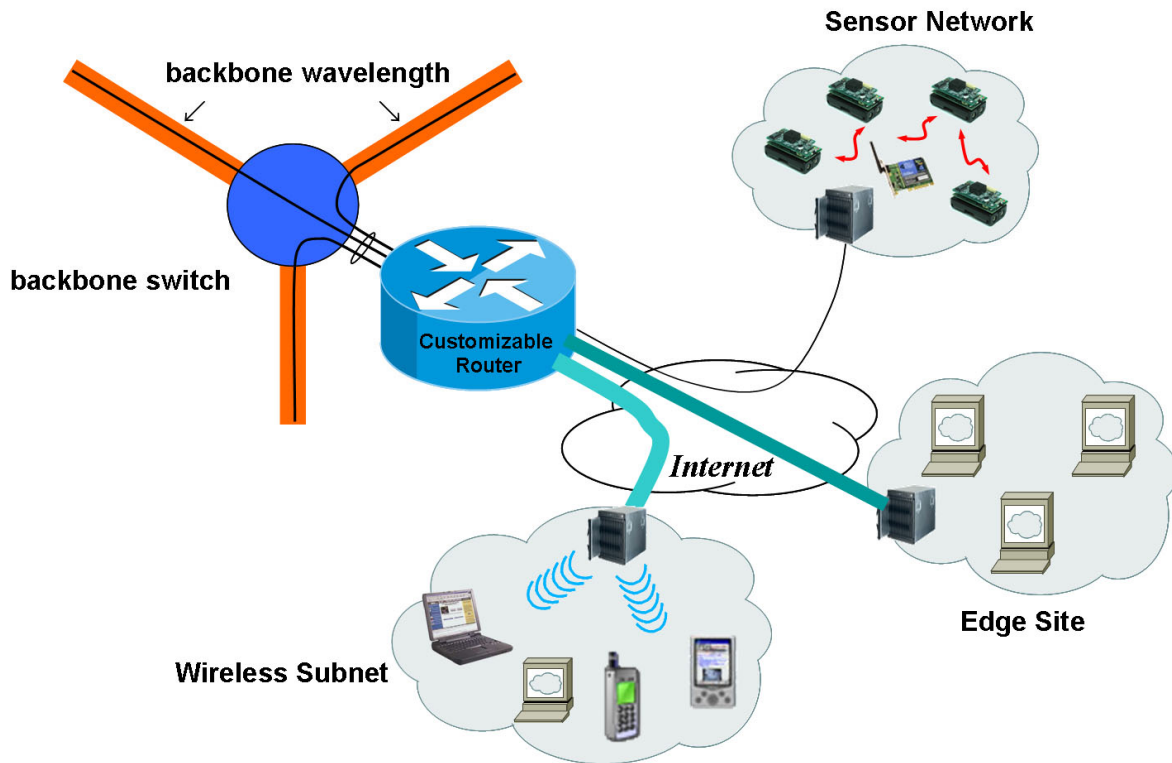 Sensor Network
backbone wavelength
backbone switch
Customizable
Router
Internet
Edge Site
Wireless Subnet